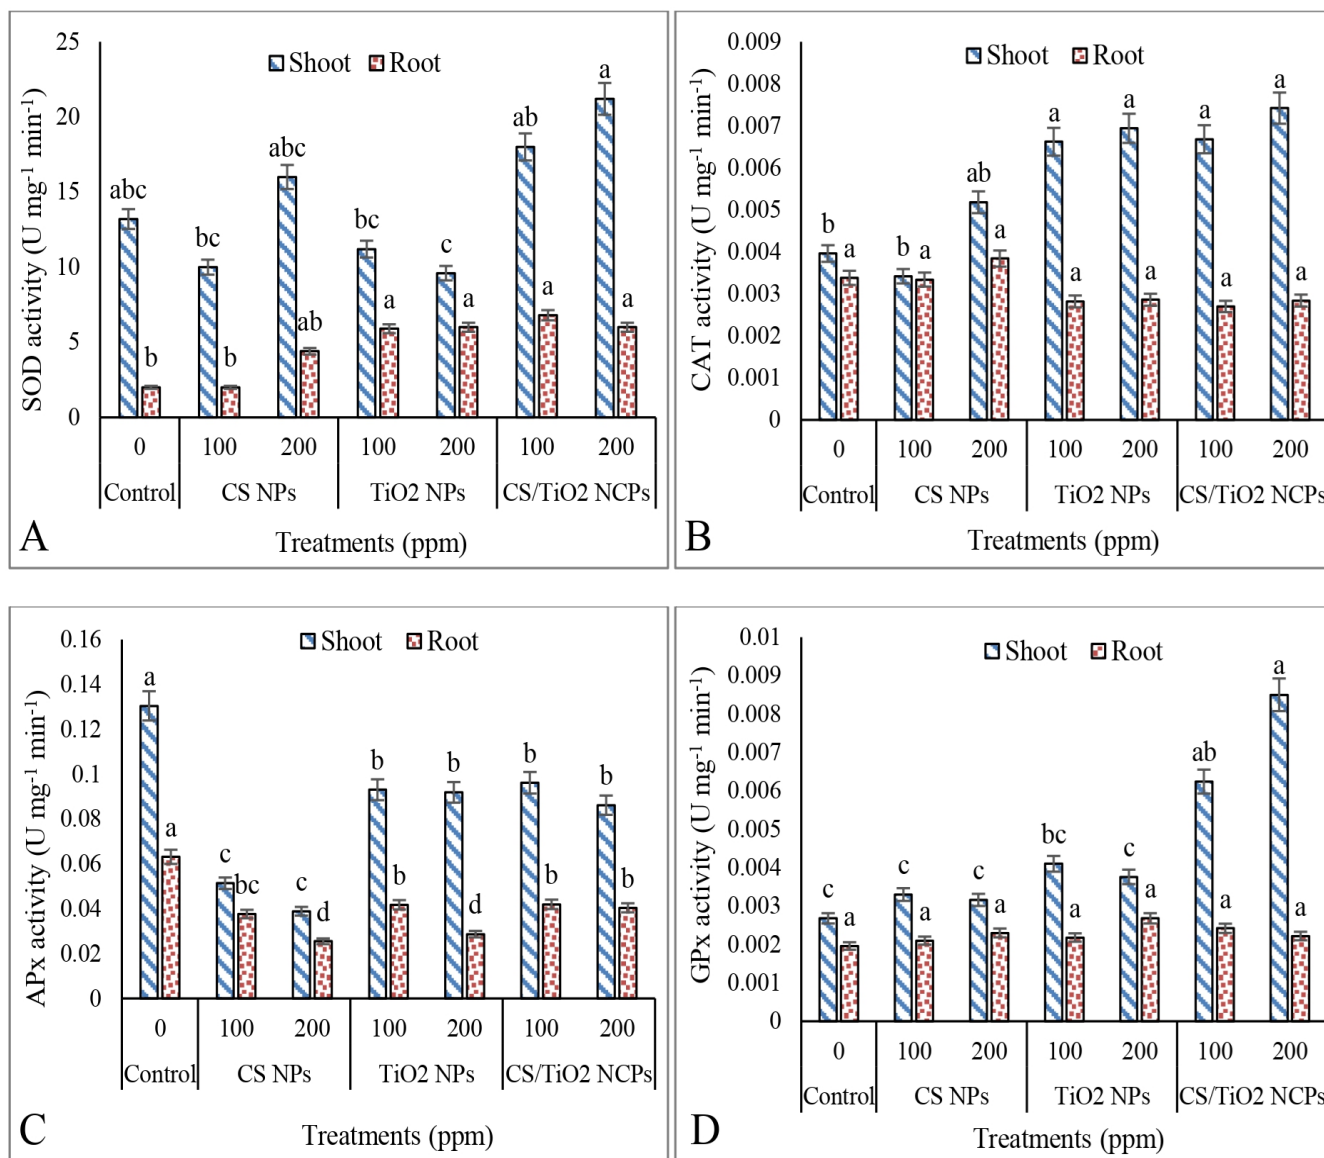 25
20
15
10
5
0
SOD activity (U mg⁻¹ min⁻¹)
Shoot Root
abc b bc b abc ab bc a c a ab a a a
0 100 200 100 200 100 200
Control CS NPs TiO2 NPs CS/TiO2 NCPs
Treatments (ppm)
A
0.009
0.008
0.007
0.006
0.005
0.004
0.003
0.002
0.001
0
CAT activity (U mg⁻¹ min⁻¹)
Shoot Root
b a b a ab a a a a a a a a a
0 100 200 100 200 100 200
Control CS NPs TiO2 NPs CS/TiO2 NCPs
Treatments (ppm)
B
0.16
0.14
0.12
0.1
0.08
0.06
0.04
0.02
0
APx activity (U mg⁻¹ min⁻¹)
Shoot Root
a a c bc c d b b b d b b b b
0 100 200 100 200 100 200
Control CS NPs TiO2 NPs CS/TiO2 NCPs
Treatments (ppm)
C
0.01
0.009
0.008
0.007
0.006
0.005
0.004
0.003
0.002
0.001
0
GPx activity (U mg⁻¹ min⁻¹)
Shoot Root
c a c a c a bc a c a ab a a a
0 100 200 100 200 100 200
Control CS NPs TiO2 NPs CS/TiO2 NCPs
Treatments (ppm)
D